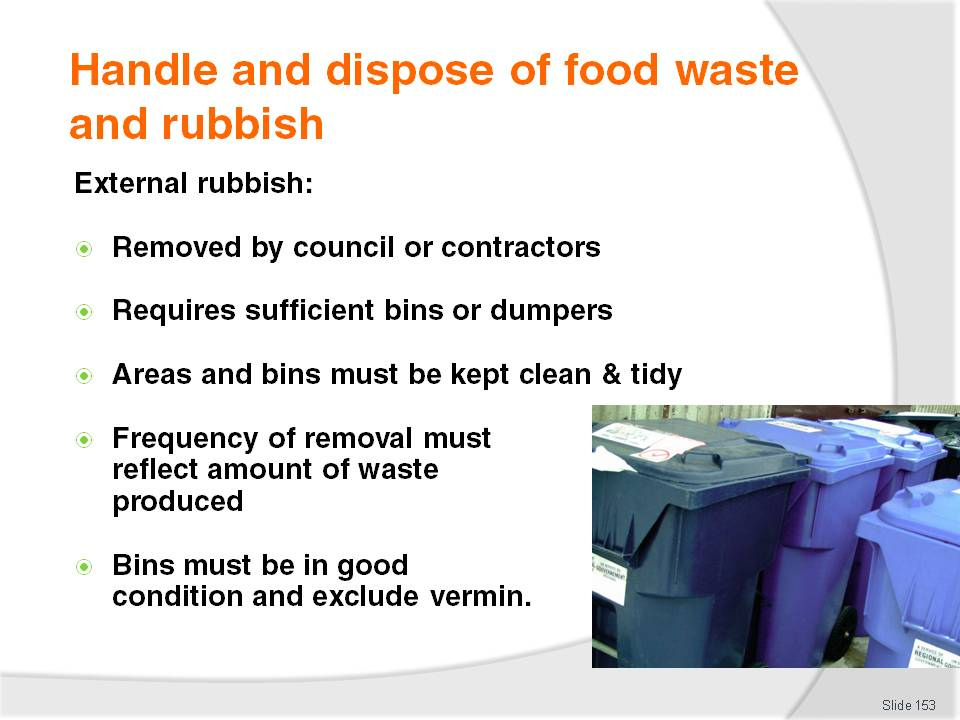 Handle and dispose of food waste
and rubbish
External rubbish:
Removed by council or contractors
Requires sufficient bins or dumpers
Areas and bins must be kept clean & tidy
Frequency of removal must
reflect amount of waste
produced
Bins must be in good
condition and exclude vermin.
A SERVICE OF
REGIONAL
Slide 153